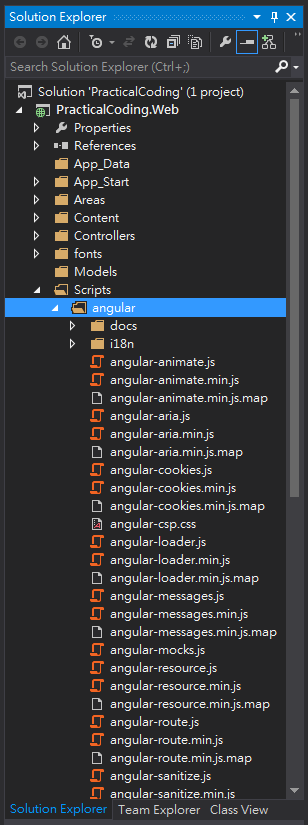 Solution Explorer
Search Solution Explorer (Ctrl+;)
Solution 'PracticalCoding' (1 project)
PracticalCoding.Web
Properties
References
App_Data
App_Start
Areas
Content
Controllers
fonts
Models
Scripts
angular
docs
i18n
angular-animate.js
angular-animate.min.js
angular-animate.min.js.map
angular-aria.js
angular-aria.min.js
angular-aria.min.js.map
angular-cookies.js
angular-cookies.min.js
angular-cookies.min.js.map
angular-csp.css
angular-loader.js
angular-loader.min.js
angular-loader.min.js.map
angular-messages.js
angular-messages.min.js
angular-messages.min.js.map
angular-mocks.js
angular-resource.js
angular-resource.min.js
angular-resource.min.js.map
angular-route.js
angular-route.min.js
angular-route.min.js.map
angular-sanitize.js
angular-sanitize.min.js
Solution Explorer Team Explorer Class View